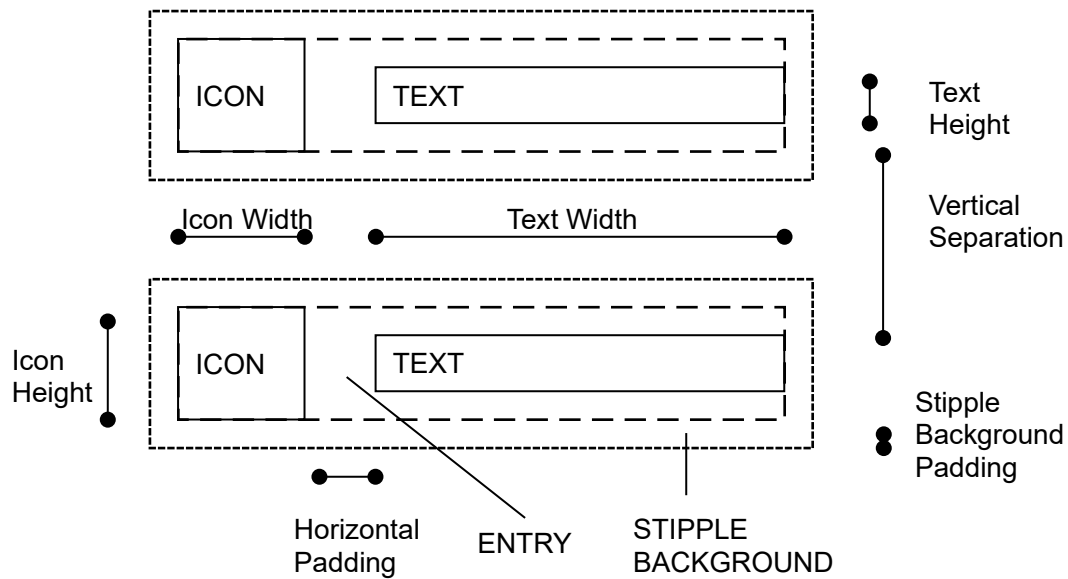 ICON
TEXT
Text
Height
Icon Width
Text Width
Vertical
Separation
ICON
TEXT
Icon
Height
Stipple
Background
Padding
Horizontal
Padding
ENTRY
STIPPLE
BACKGROUND